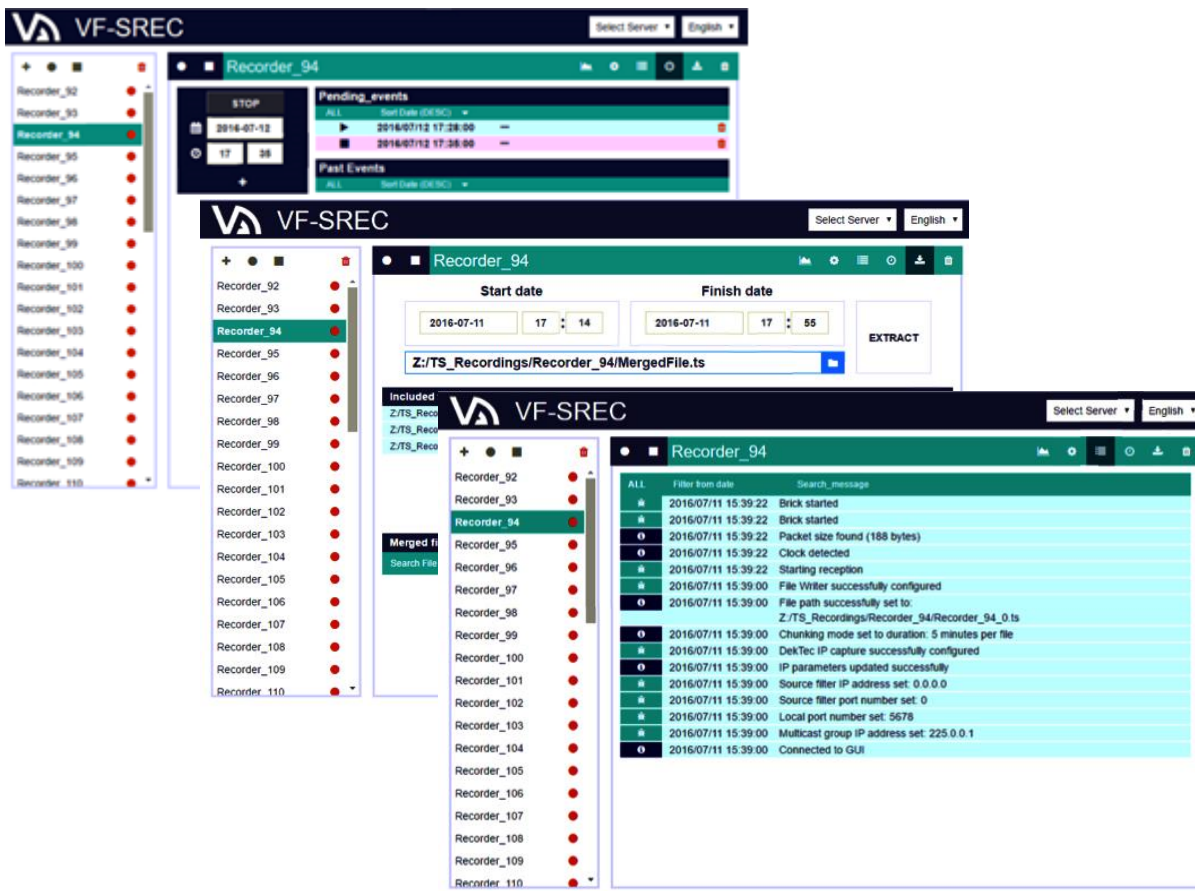 VF-SREC
Select Server
English
Recorder_92
Recorder_93
Recorder_94
Recorder_95
Recorder_96
Recorder_97
Recorder_98
Recorder_99
Recorder_100
Recorder_101
Recorder_102
Recorder_103
Recorder_104
Recorder_105
Recorder_106
Recorder_107
Recorder_108
Recorder_109
Recorder_110
Recorder_94
STOP
2016-07-12
17 35
Pending_events
ALL Sort Date (DESC)
2016/07/12 17:28:00
2016/07/12 17:35:00
Past Events
ALL Sort Date (DESC)
VF-SREC
Select Server
English
Recorder_92
Recorder_93
Recorder_94
Recorder_95
Recorder_96
Recorder_97
Recorder_98
Recorder_99
Recorder_100
Recorder_101
Recorder_102
Recorder_103
Recorder_104
Recorder_105
Recorder_106
Recorder_107
Recorder_108
Recorder_109
Recorder_110
Recorder_94
Start date Finish date
2016-07-11 17 : 14 2016-07-11 17 : 55
EXTRACT
Z:/TS_Recordings/Recorder_94/MergedFile.ts
Included
Z:/TS_Reco
Z:/TS_Reco
Z:/TS_Reco
Merged fi
Search File
VF-SREC
Select Server
English
Recorder_92
Recorder_93
Recorder_94
Recorder_95
Recorder_96
Recorder_97
Recorder_98
Recorder_99
Recorder_100
Recorder_101
Recorder_102
Recorder_103
Recorder_104
Recorder_105
Recorder_106
Recorder_107
Recorder_108
Recorder_109
Recorder_110
Recorder_94
ALL Filter from date Search_message
2016/07/11 15:39:22 Brick started
2016/07/11 15:39:22 Brick started
2016/07/11 15:39:22 Packet size found (188 bytes)
2016/07/11 15:39:22 Clock detected
2016/07/11 15:39:22 Starting reception
2016/07/11 15:39:00 File Writer successfully configured
2016/07/11 15:39:00 File path successfully set to:
Z:/TS_Recordings/Recorder_94/Recorder_94_0.ts
2016/07/11 15:39:00 Chunking mode set to duration: 5 minutes per file
2016/07/11 15:39:00 DekTec IP capture successfully configured
2016/07/11 15:39:00 IP parameters updated successfully
2016/07/11 15:39:00 Source filter IP address set: 0.0.0.0
2016/07/11 15:39:00 Source filter port number set: 0
2016/07/11 15:39:00 Local port number set: 5678
2016/07/11 15:39:00 Multicast group IP address set: 225.0.0.1
2016/07/11 15:39:00 Connected to GUI